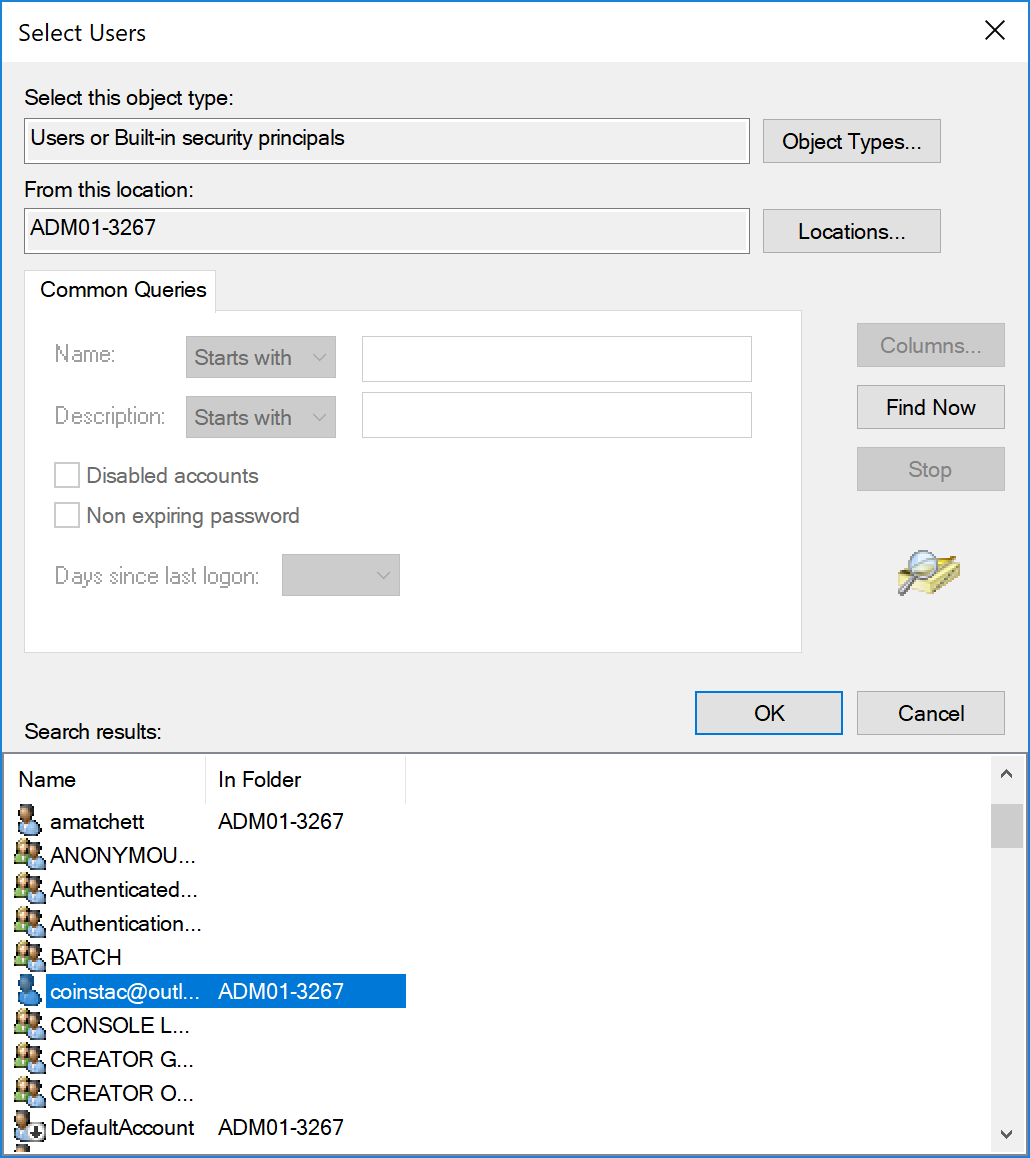 Select Users
Select this object type:
Users or Built-in security principals
Object Types...
From this location:
ADM01-3267
Locations...
Common Queries
Name:
Starts with
Columns...
Description:
Starts with
Find Now
Disabled accounts
Stop
Non expiring password
Days since last logon:
OK
Cancel
Search results:
Name In Folder
amatchett ADM01-3267
ANONYMOU...
Authenticated...
Authentication...
BATCH
coinstac@outl... ADM01-3267
CONSOLE L...
CREATOR G...
CREATOR O...
DefaultAccount ADM01-3267